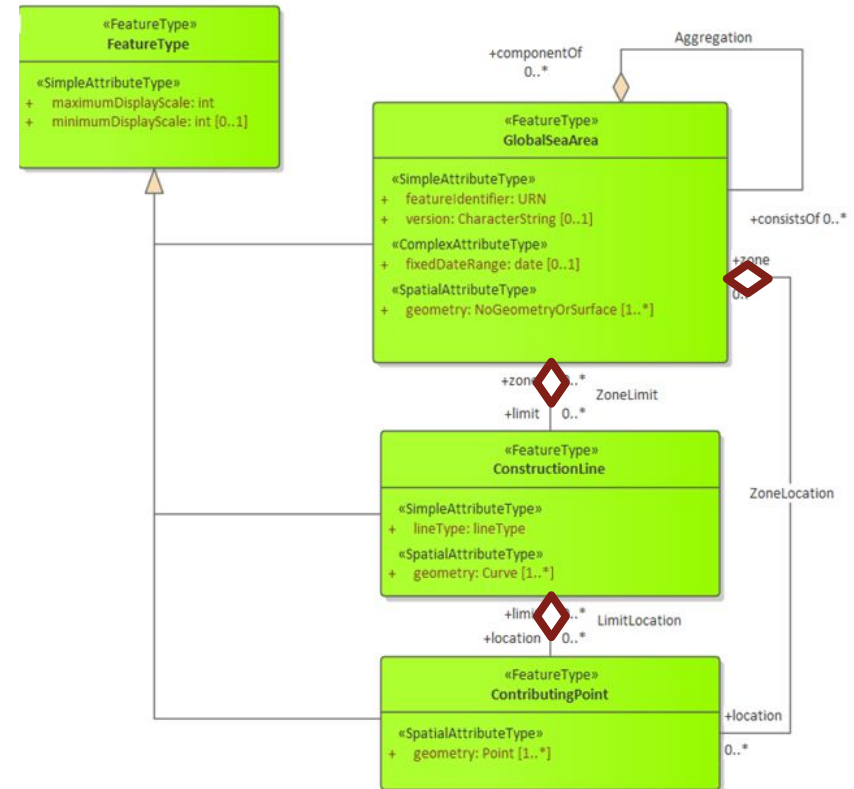 «FeatureType»
FeatureType
«SimpleAttributeType»
+ maximumDisplayScale: int
+ minimumDisplayScale: int [0..1]
+componentOf
0..*
Aggregation
«FeatureType»
GlobalSeaArea
«SimpleAttributeType»
+ featureIdentifier: URN
+ version: CharacterString [0..1]
«ComplexAttributeType»
+ fixedDateRange: date [0..1]
«SpatialAttributeType»
+ geometry: NoGeometryOrSurface [1..*]
+consistsOf 0..*
+zone
ZoneLimit
+limit 0..*
«FeatureType»
ConstructionLine
«SimpleAttributeType»
+ lineType: lineType
«SpatialAttributeType»
+ geometry: Curve [1..*]
ZoneLocation
LimitLocation
+location 0..*
«FeatureType»
ContributingPoint
«SpatialAttributeType»
+ geometry: Point [1..*]
+location
0..*